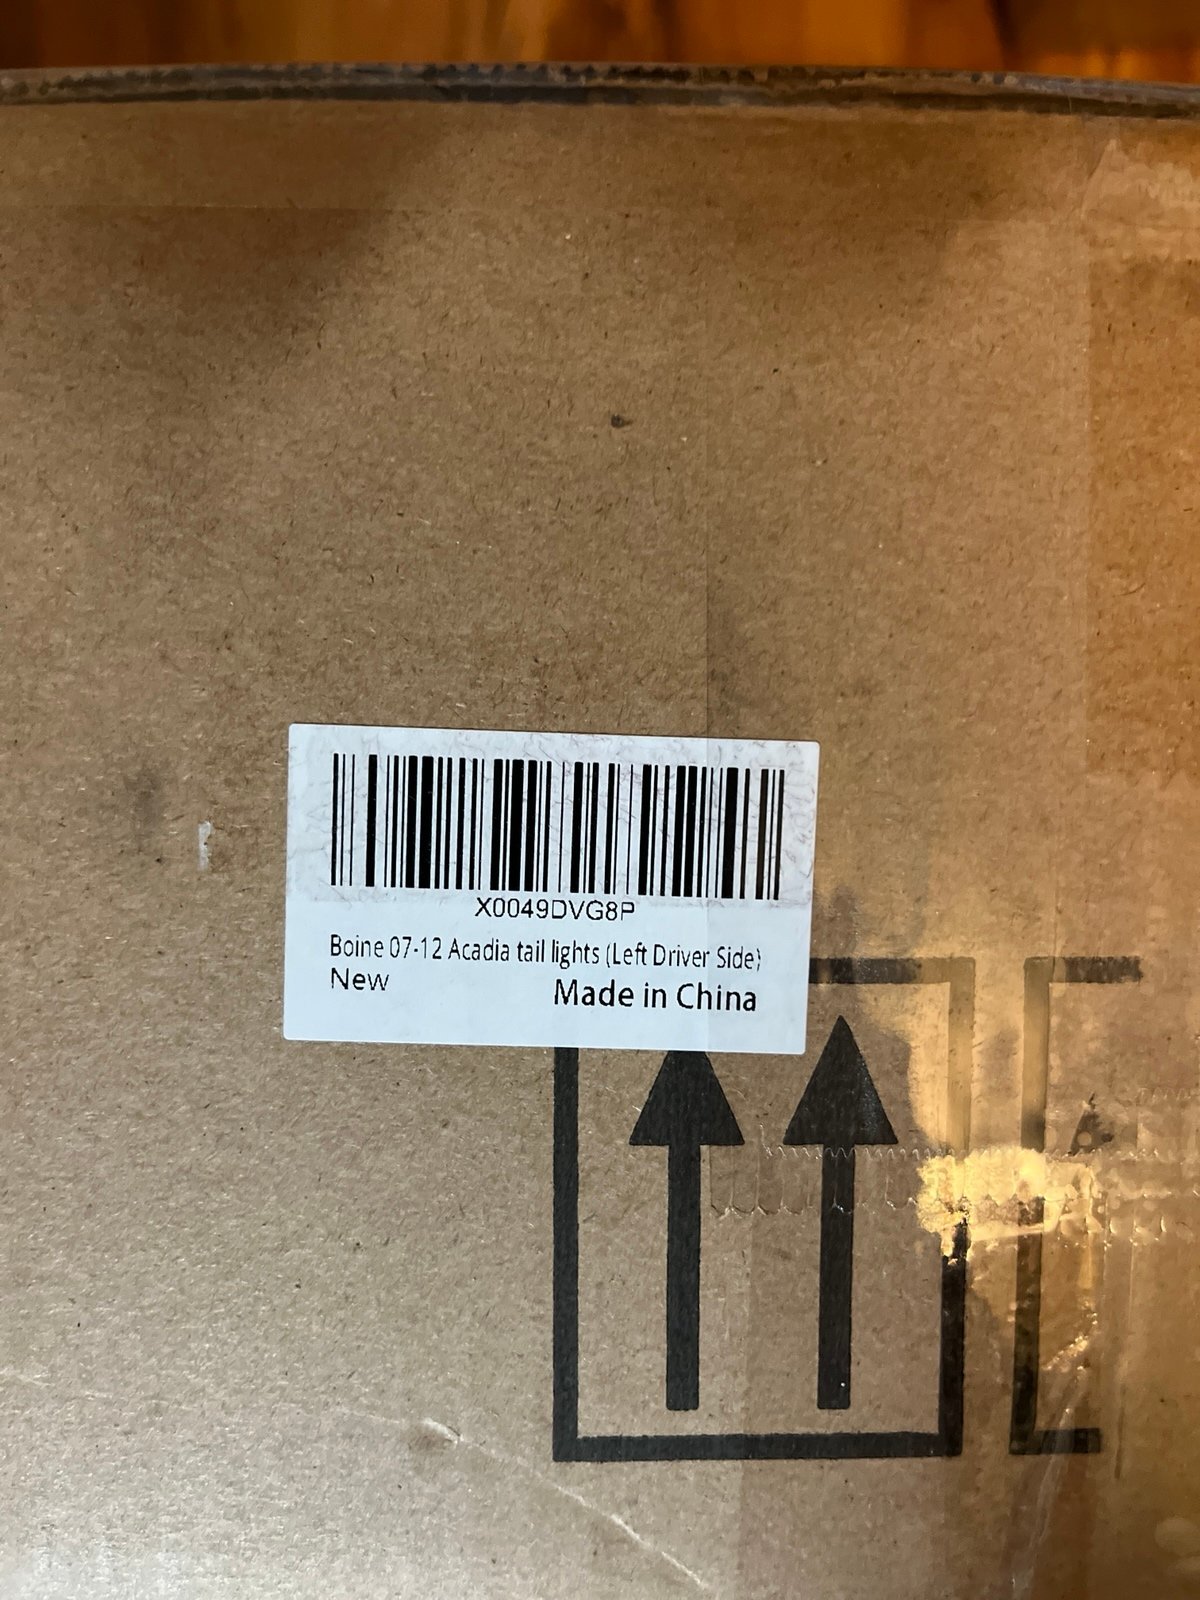 X0049DVG8P
Boine 07-12 Acadia tail lights (Left Driver Side)
New
Made in China